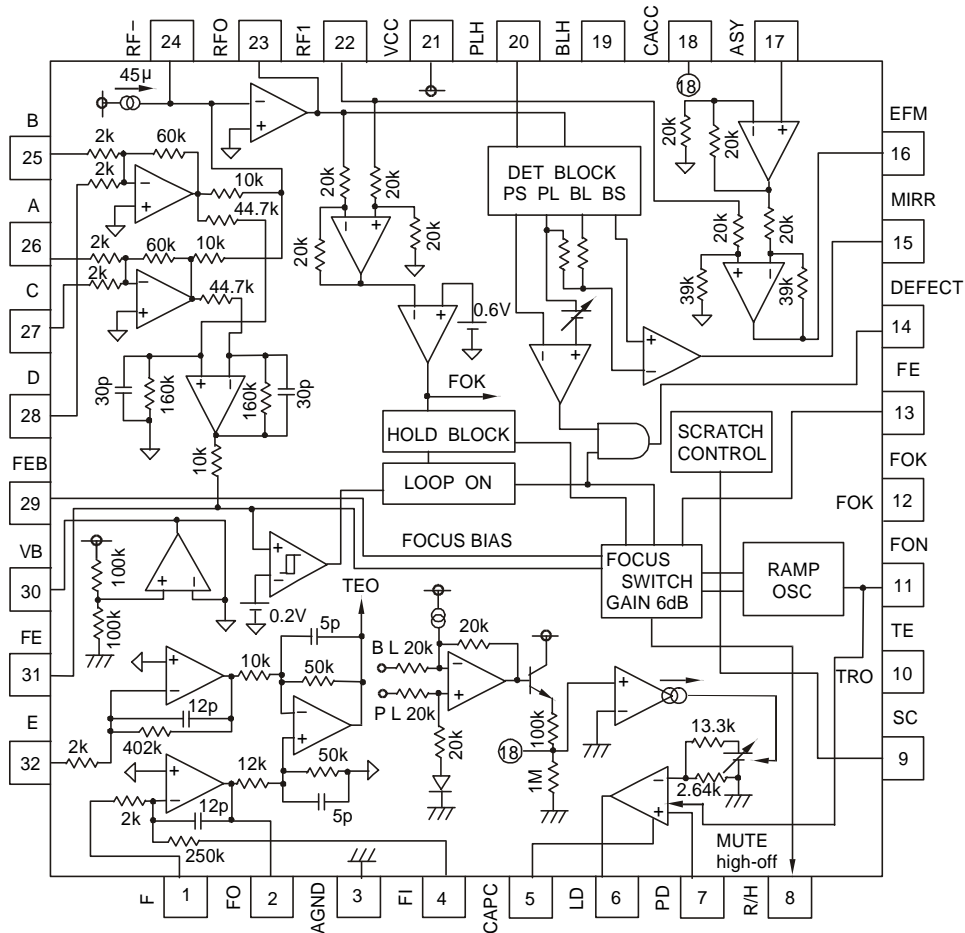 RF– RFO RF1 VCC PLH BLH CACC ASY
24 23 22 21 20 19 18 17
45µ
18
B
25
2k
60k
2k
10k
44.7k
A
26
2k
60k
10k
2k
44.7k
C
27
D
28
30p
160k
160k
30p
10k
20k
20k
20k
20k
0.6V
FOK
HOLD BLOCK
LOOP ON
DET BLOCK
PS PL BL BS
20k
20k
20k
20k
39k
39k
EFM
16
MIRR
15
DEFECT
14
FE
13
SCRATCH
CONTROL
FOK
12
FOK
FON
11
FEB
29
FOCUS BIAS
FOCUS
SWITCH
GAIN 6dB
RAMP
OSC
VB
30
100k
100k
0.2V
TEO
TE
10
TRO
FE
31
10k
5p
50k
12p
402k
E
32
2k
12k
50k
5p
2k
12p
250k
20k
B L 20k
P L 20k
20k
100k
18
1M
13.3k
2.64k
SC
9
MUTE
high-off
1 2 3 4 5 6 7 8
F FO AGND FI CAPC LD PD R/H